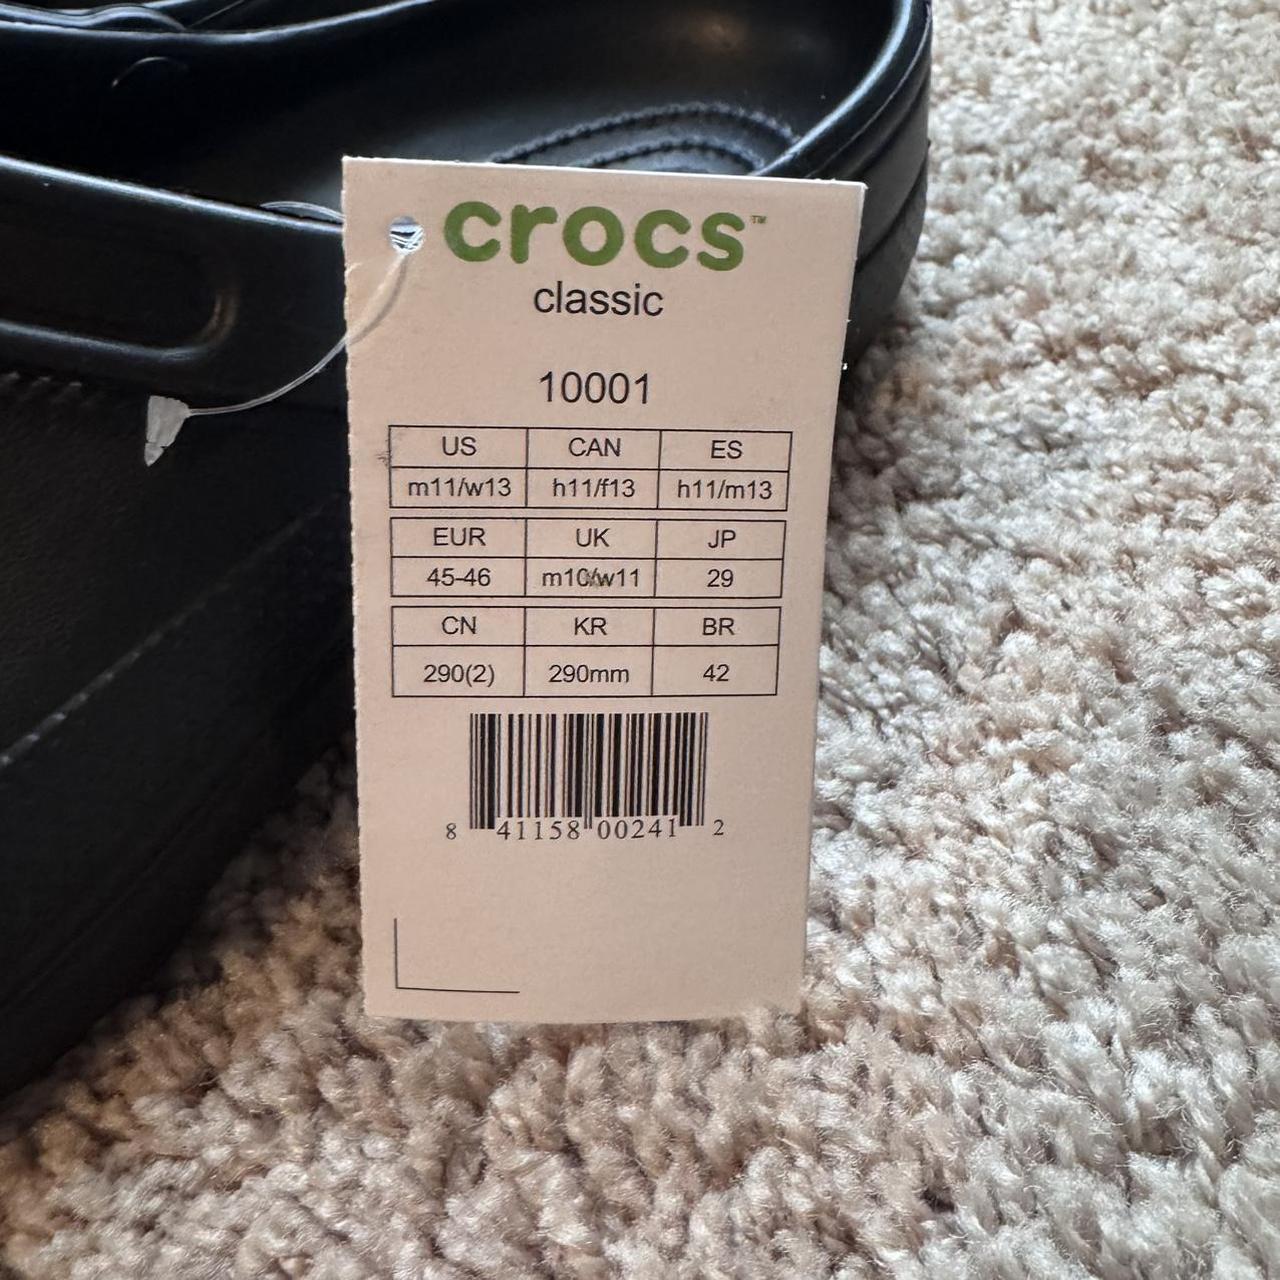 crocs™
classic
10001
US CAN ES
m11/w13 h11/f13 h11/m13
EUR UK JP
45-46 m10/w11 29
CN KR BR
290(2) 290mm 42
8 41158 00241 2